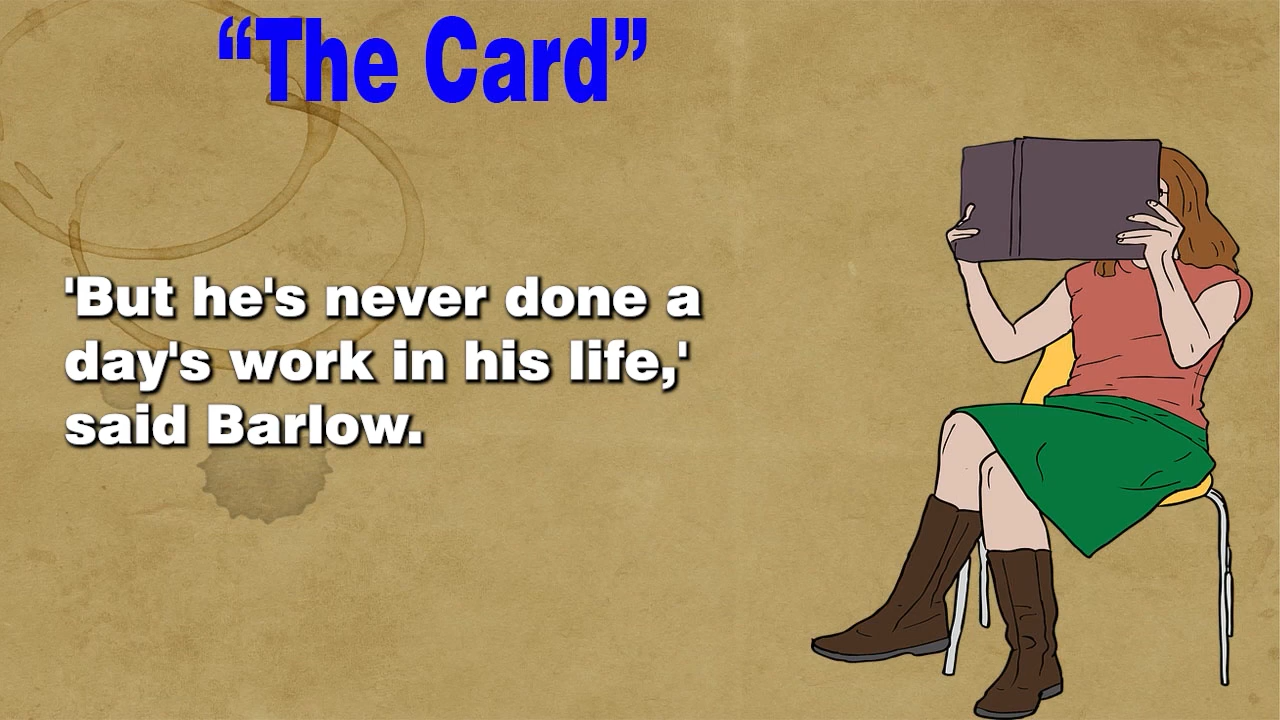 “The Card”
'But he's never done a
day's work in his life,'
said Barlow.